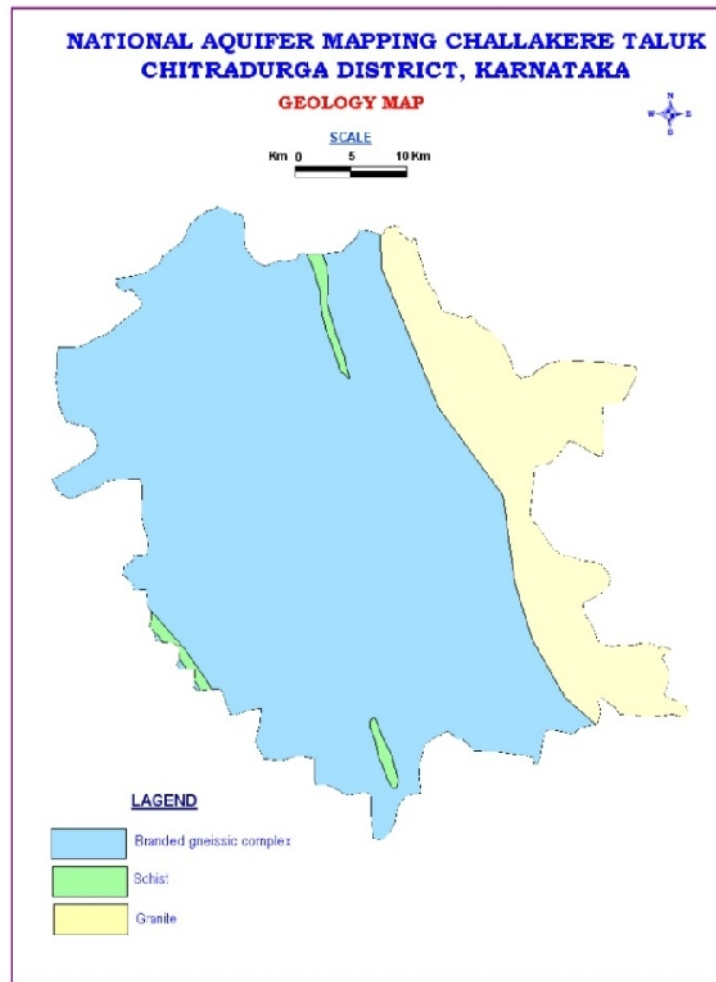 NATIONAL AQUIFER MAPPING CHALLAKERE TALUK
CHITRADURGA DISTRICT, KARNATAKA
GEOLOGY MAP
N
W E
S
SCALE
Km 0 5 10 Km
LAGEND
Branded gneissic complex
Schist
Granite